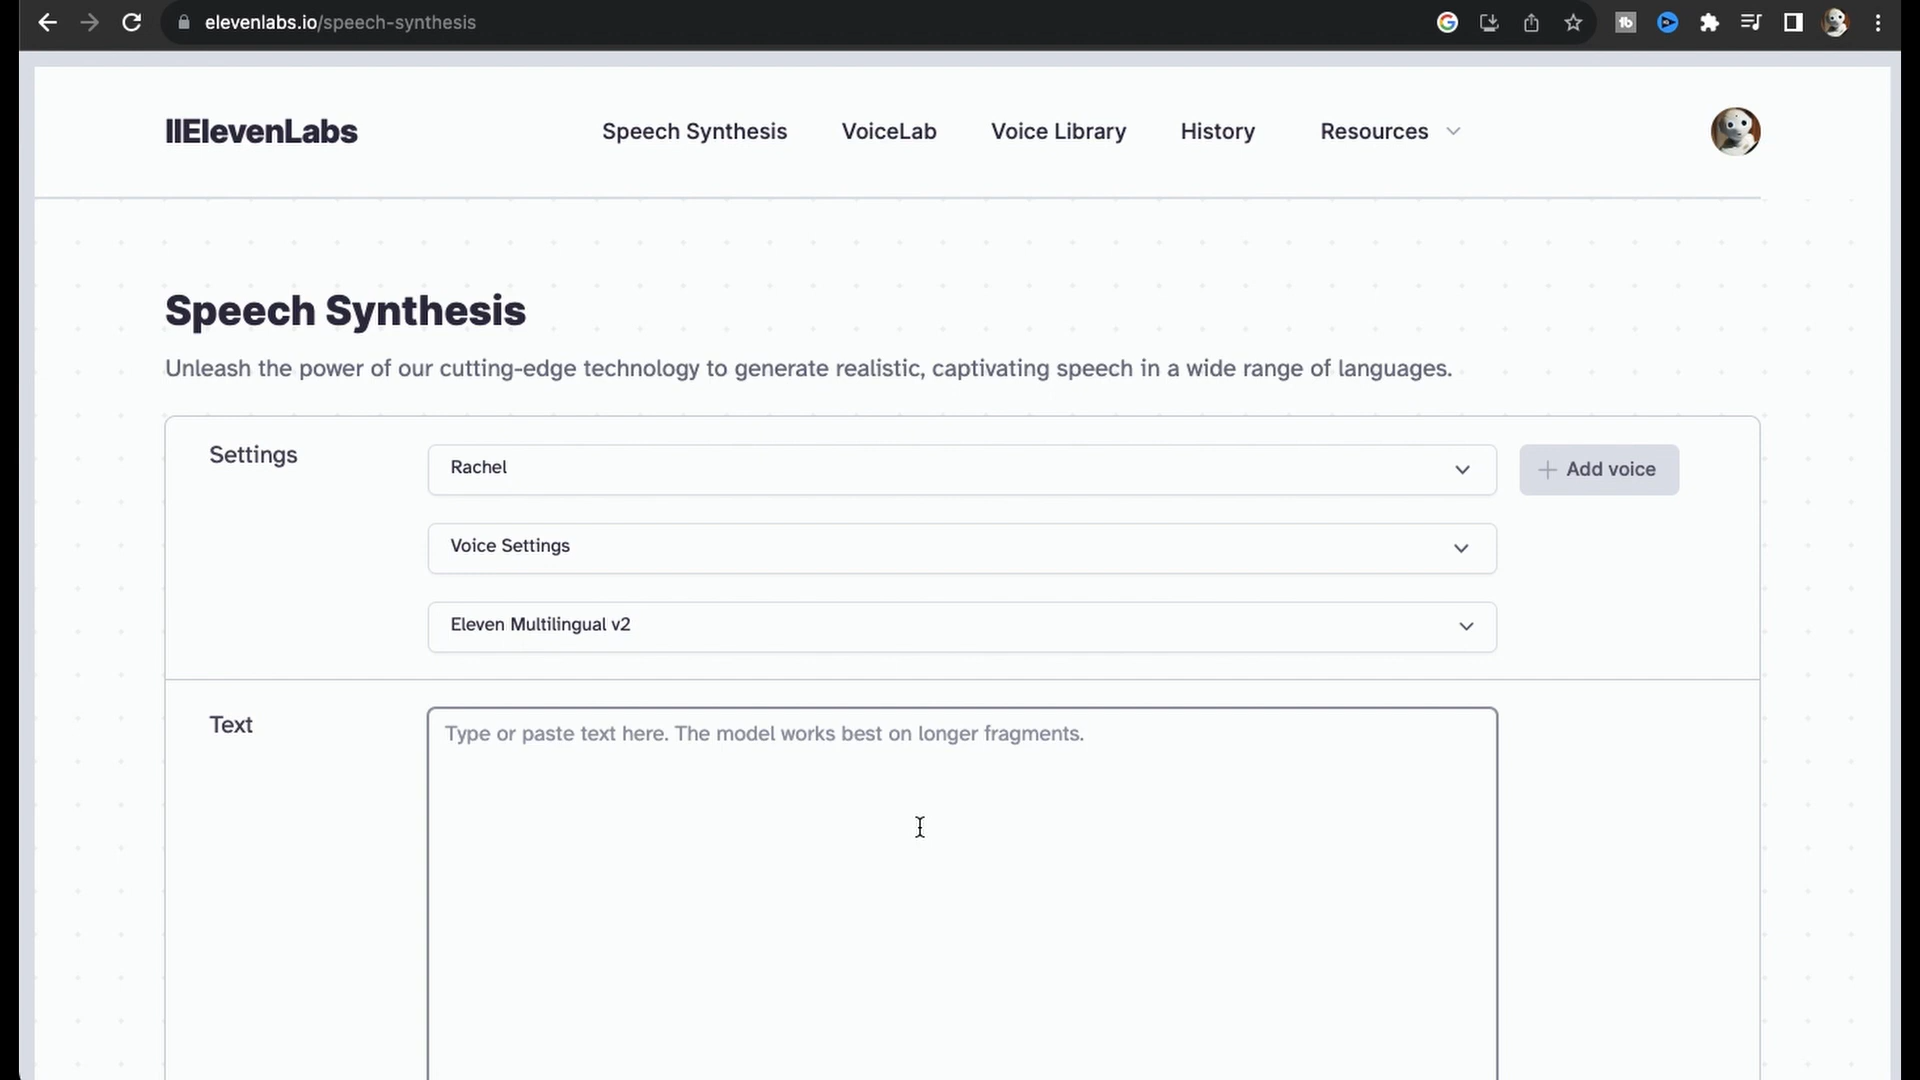 elevenlabs.io/speech-synthesis
tb
IIElevenLabs
Speech Synthesis
VoiceLab
Voice Library
History
Resources
Speech Synthesis
Unleash the power of our cutting-edge technology to generate realistic, captivating speech in a wide range of languages.
Settings
Rachel
Add voice
Voice Settings
Eleven Multilingual v2
Text
Type or paste text here. The model works best on longer fragments.